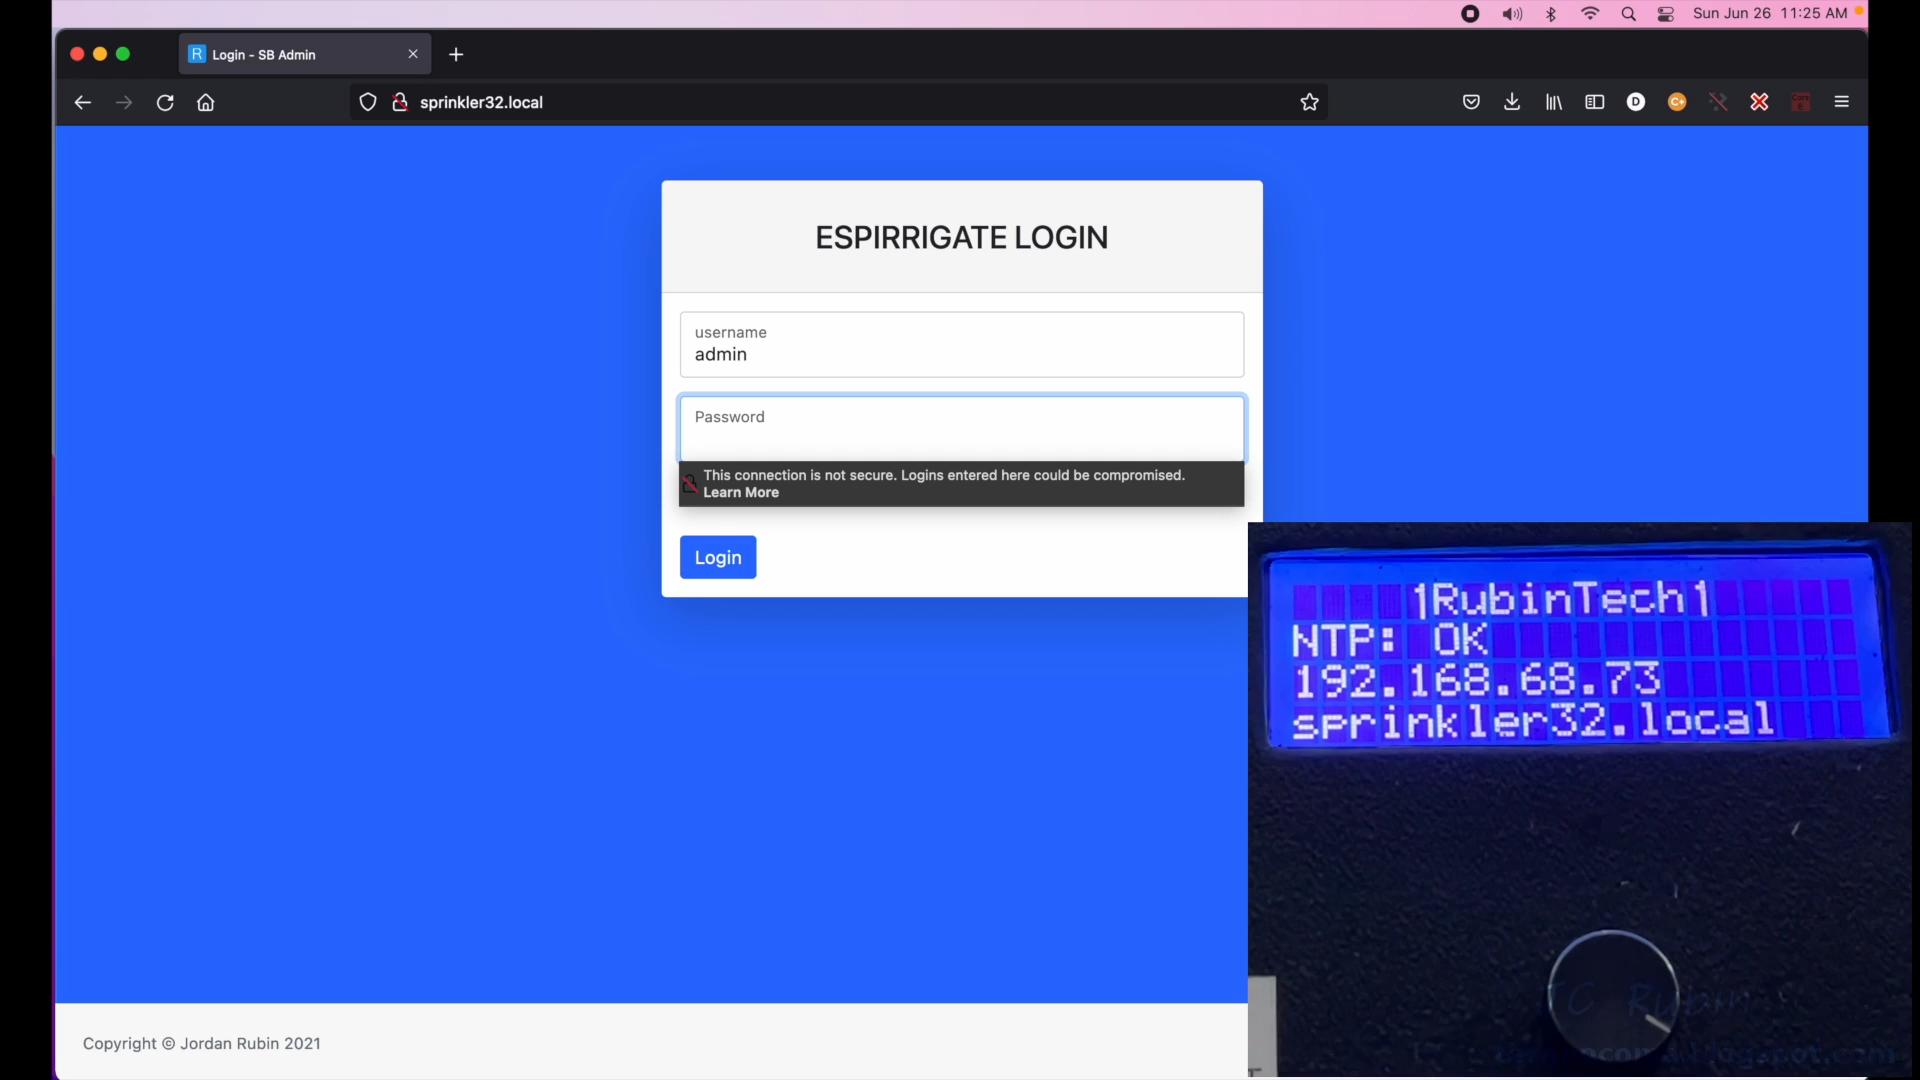 Sun Jun 26 11:25 AM
Login - SB Admin
sprinkler32.local
ESPIRRIGATE LOGIN
username
admin
Password
This connection is not secure. Logins entered here could be compromised.
Learn More
Login
RubinTech
NTP: OK
192.168.68.73
sprinkler32.local
JC Rubin
Copyright © Jordan Rubin 2021